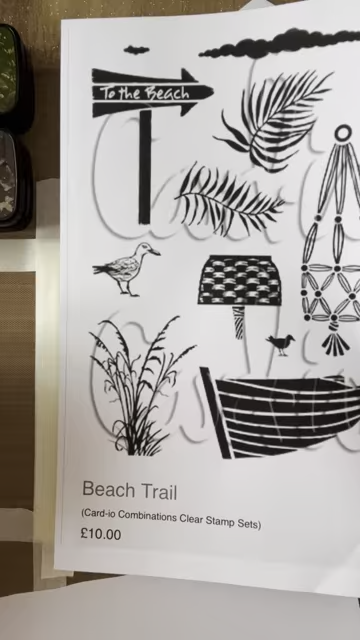 To the Beach
Beach Trail
(Card-io Combinations Clear Stamp Sets)
£10.00